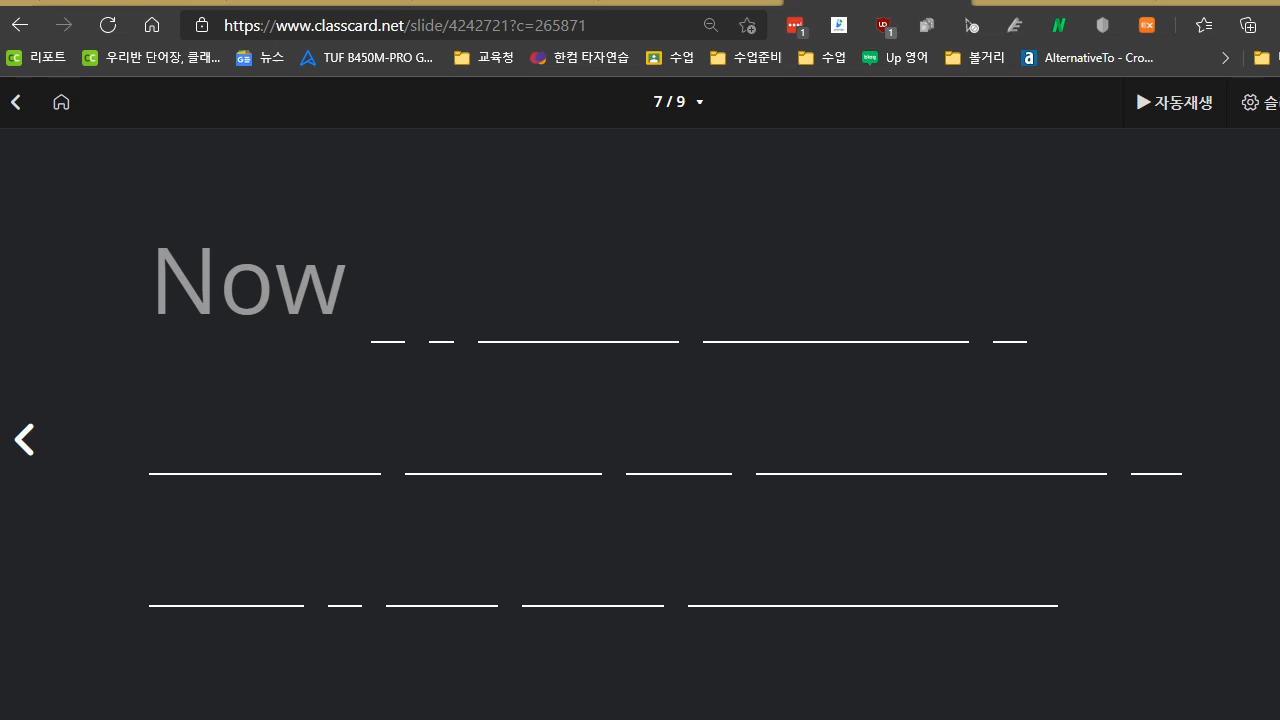 https://www.classcard.net/slide/4242721?c=265871
1
1
리포트
우리반 단어장, 클래...
뉴스
TUF B450M-PRO G...
교육청
한컴 타자연습
수업
수업준비
수업
Up 영어
볼거리
AlternativeTo - Cro...
7 / 9
자동재생
Now